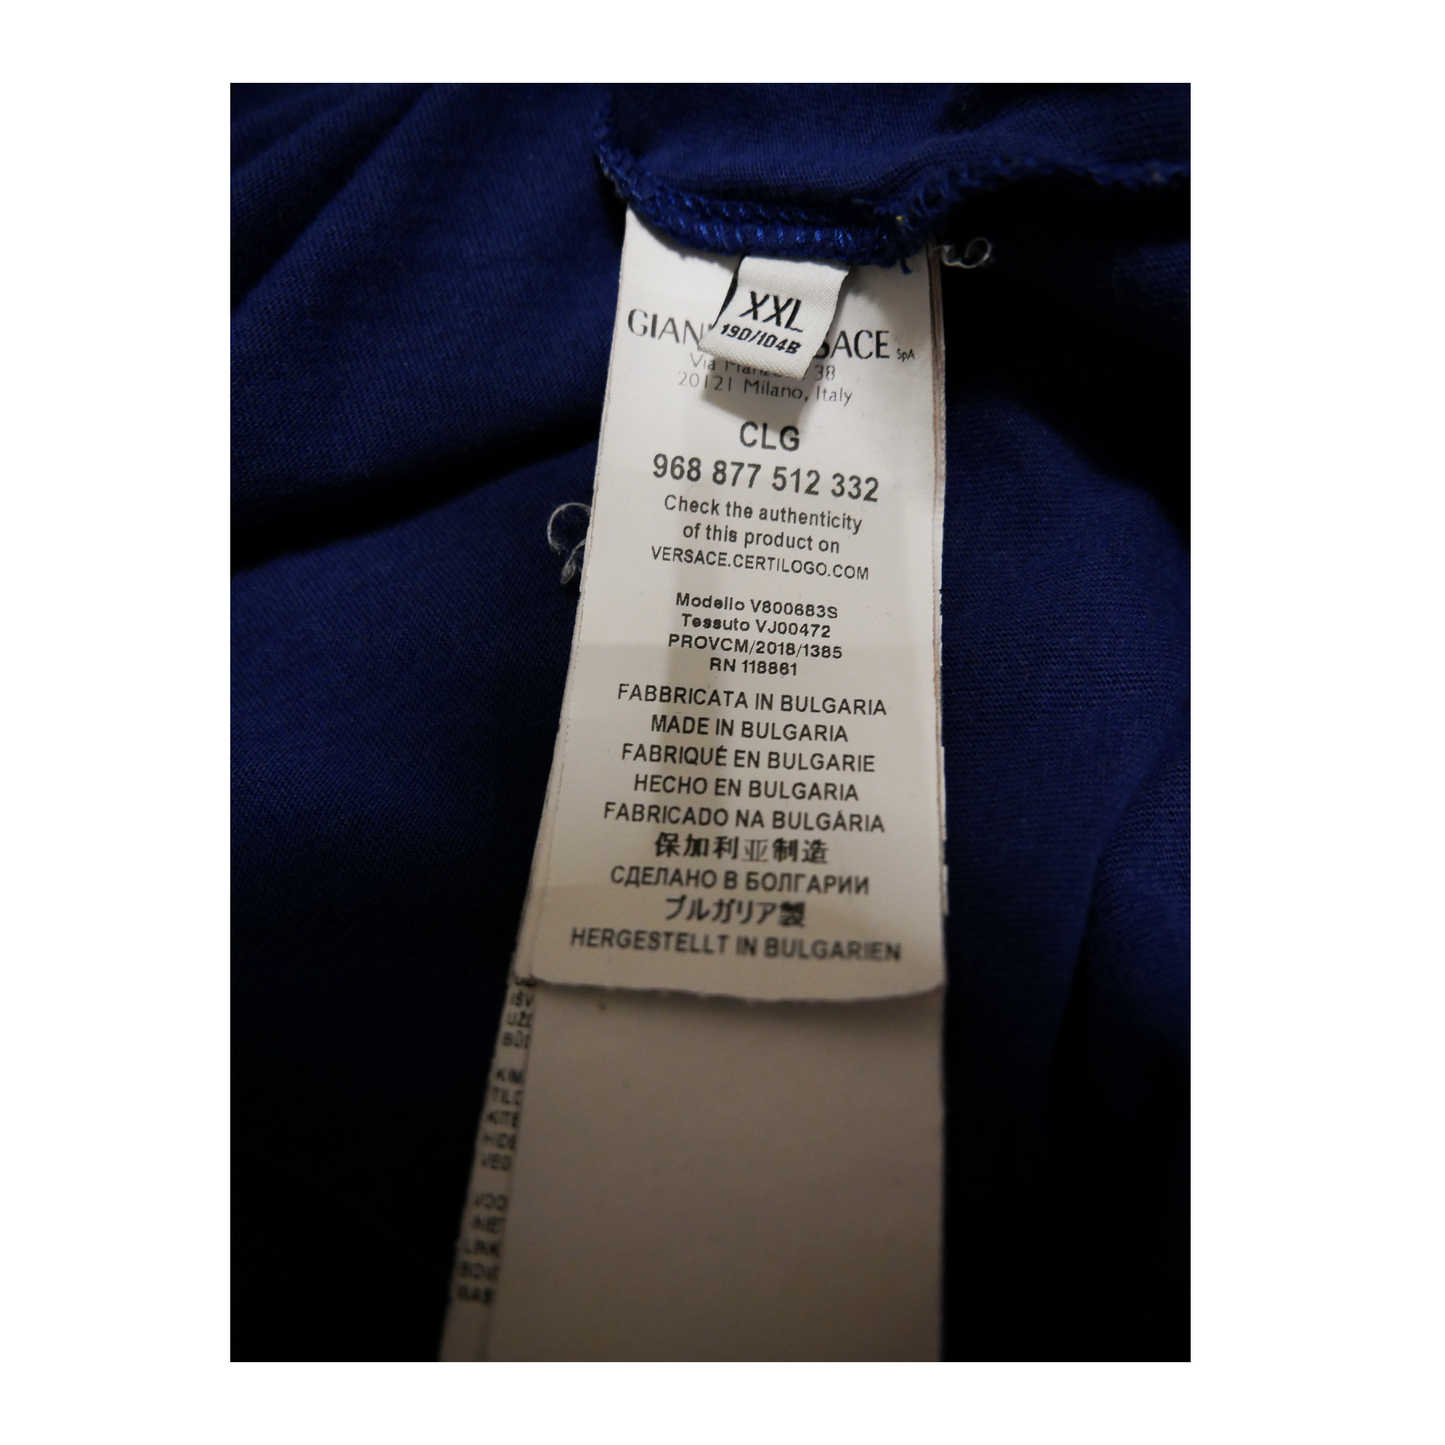 XXL
190/104B
SpA
38
20121 Milano, Italy
CLG
968 877 512 332
Check the authenticity
of this product on
VERSACE.CERTILOGO.COM
Modello V800683S
Tessuto VJ00472
PROVCM/2018/1385
RN 118861
FABBRICATA IN BULGARIA
MADE IN BULGARIA
FABRIQUÉ EN BULGARIE
HECHO EN BULGARIA
FABRICADO NA BULGÁRIA
保加利亚制造
СДЕЛАНО В БОЛГАРИИ
ブルガリア製
HERGESTELLT IN BULGARIEN